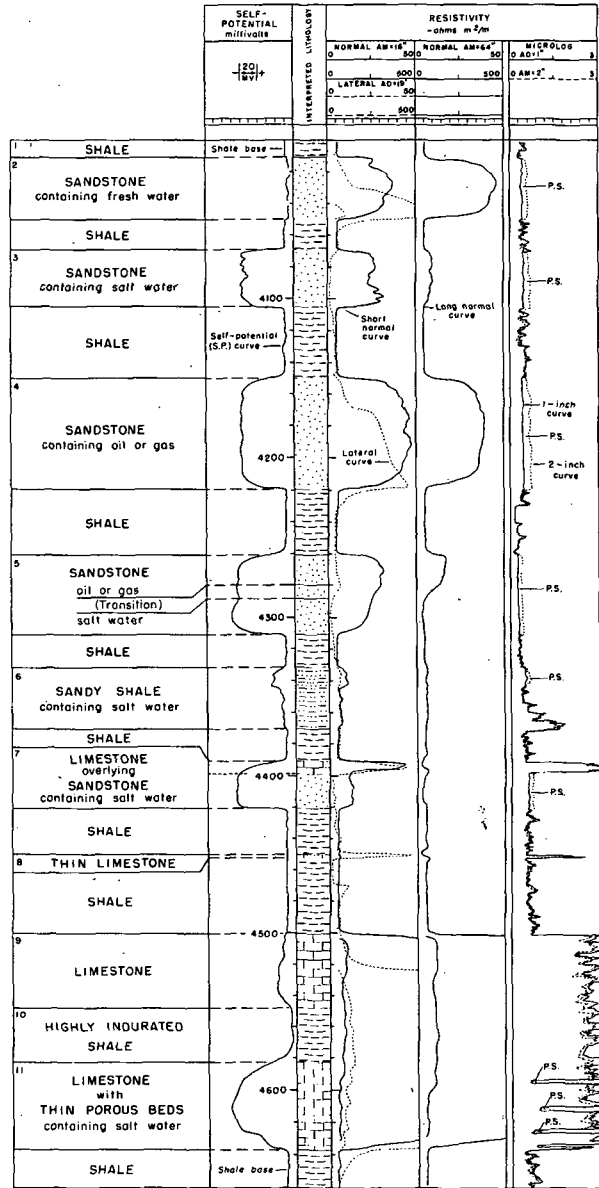 SELF-
POTENTIAL
millivolts
-|20|+
MV
INTERPRETED LITHOLOGY
RESISTIVITY
-ohms m²/m
NORMAL AM=16"
0 50
0 500
LATERAL AO=19'
0 50
0 500
NORMAL AM=64"
0 50
0 500
MICROLOG
0 AO=1" 3
0 AM=2" 3
1
SHALE
Shale base
2
SANDSTONE
containing fresh water
P.S.
SHALE
3
SANDSTONE
containing salt water
P.S.
4100
Long normal
curve
Short
normal
curve
SHALE
Self-potential
(S.P.) curve
4
SANDSTONE
containing oil or gas
1-inch
curve
P.S.
2-inch
curve
Lateral
curve
4200
SHALE
5
SANDSTONE
oil or gas
(Transition)
salt water
P.S.
4300
SHALE
6
SANDY SHALE
containing salt water
P.S.
SHALE
7
LIMESTONE
overlying
SANDSTONE
containing salt water
4400
P.S.
SHALE
8
THIN LIMESTONE
SHALE
4500
9
LIMESTONE
10
HIGHLY INDURATED
SHALE
11
LIMESTONE
with
THIN POROUS BEDS
containing salt water
4600
P.S.
P.S.
P.S.
SHALE
Shale base